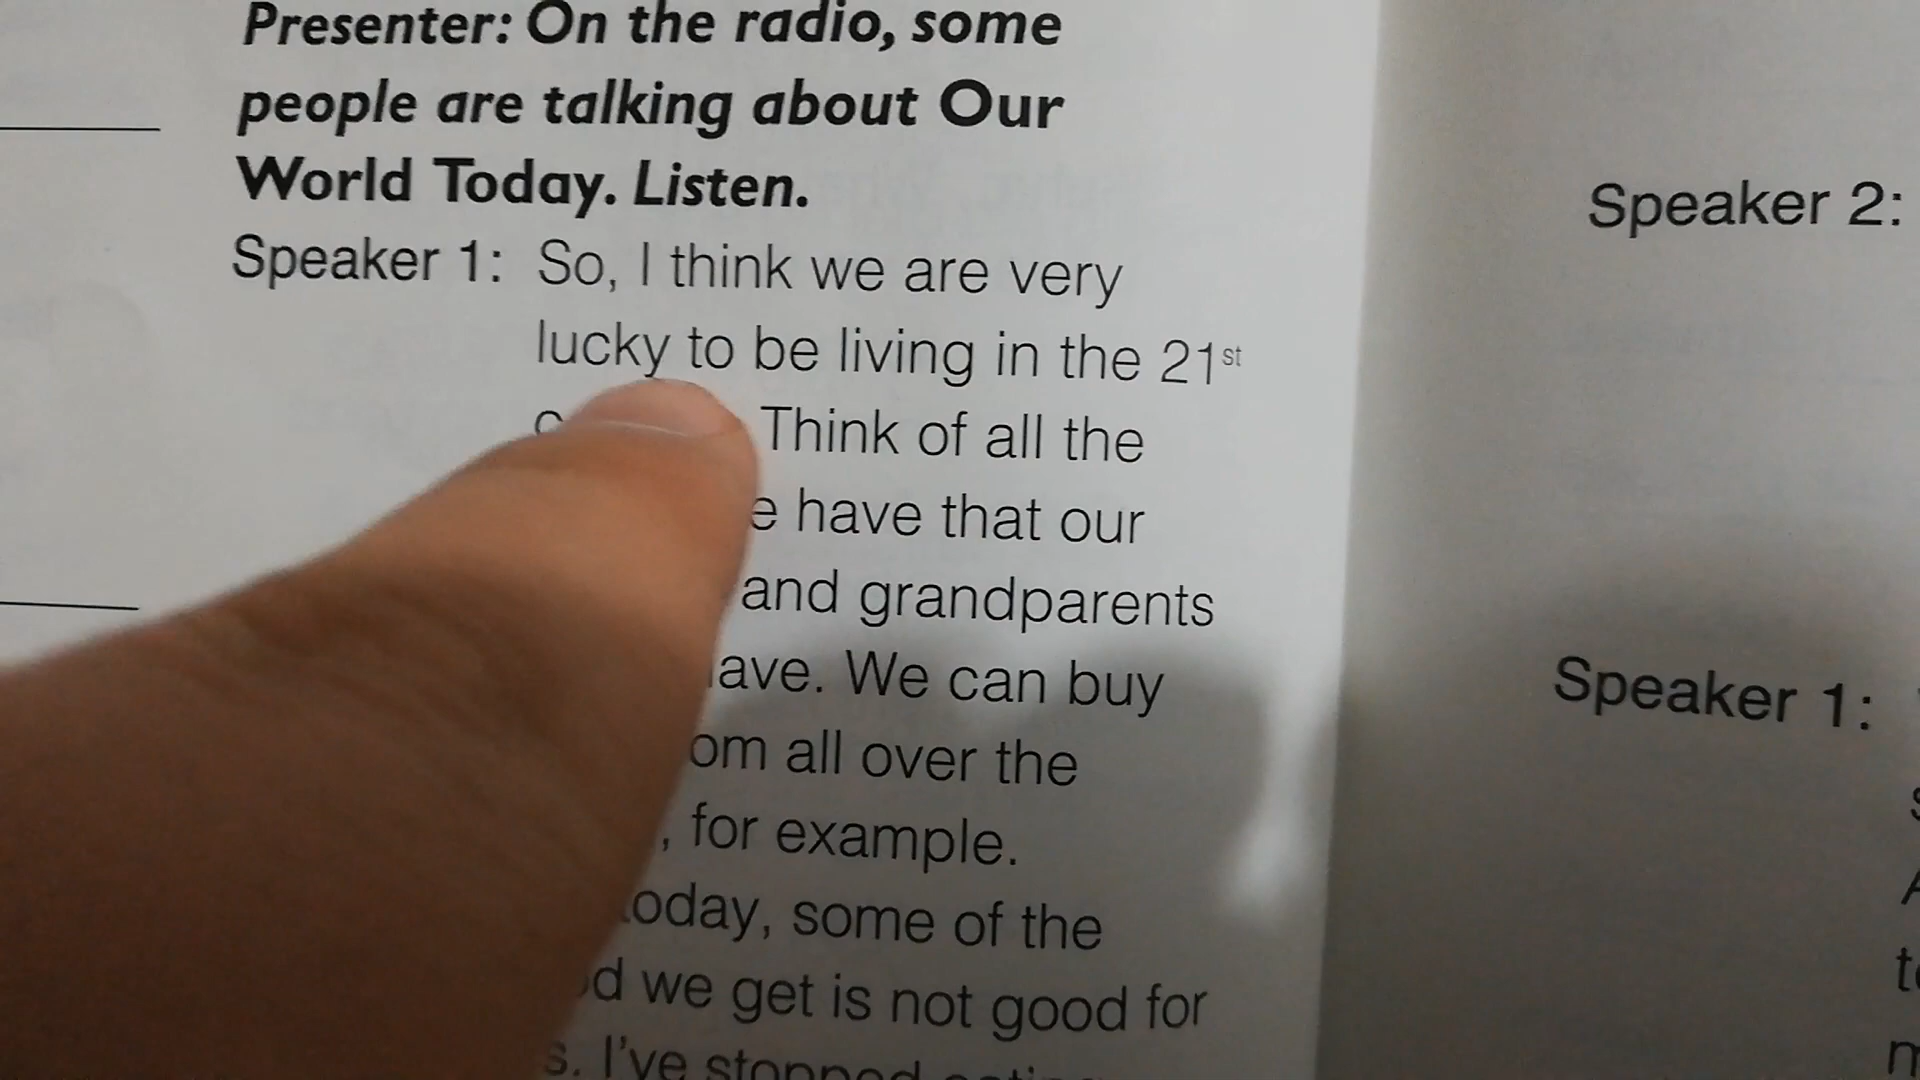 Presenter: On the radio, some
people are talking about Our
World Today. Listen.
Speaker 1: So, I think we are very
lucky to be living in the 21st
Think of all the
have that our
and grandparents
We can buy
all over the
, for example.
some of the
we get is not good for
I've stopped
Speaker 2:
Speaker 1: